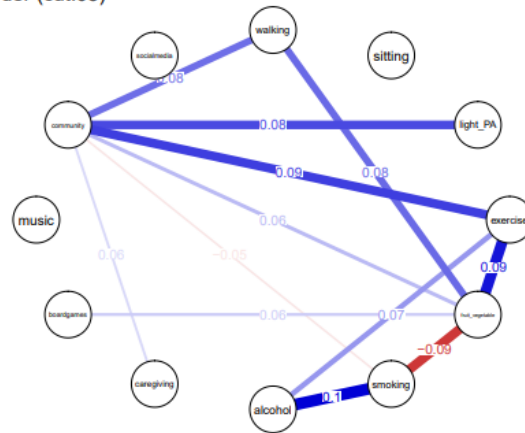 walking
socialmedia
sitting
0.08
community
0.08
light_PA
0.09
0.08
music
0.06
exercise
0.06
−0.05
0.09
boardgames
0.06
0.07
fruit_vegetable
−0.09
caregiving
smoking
alcohol
0.1